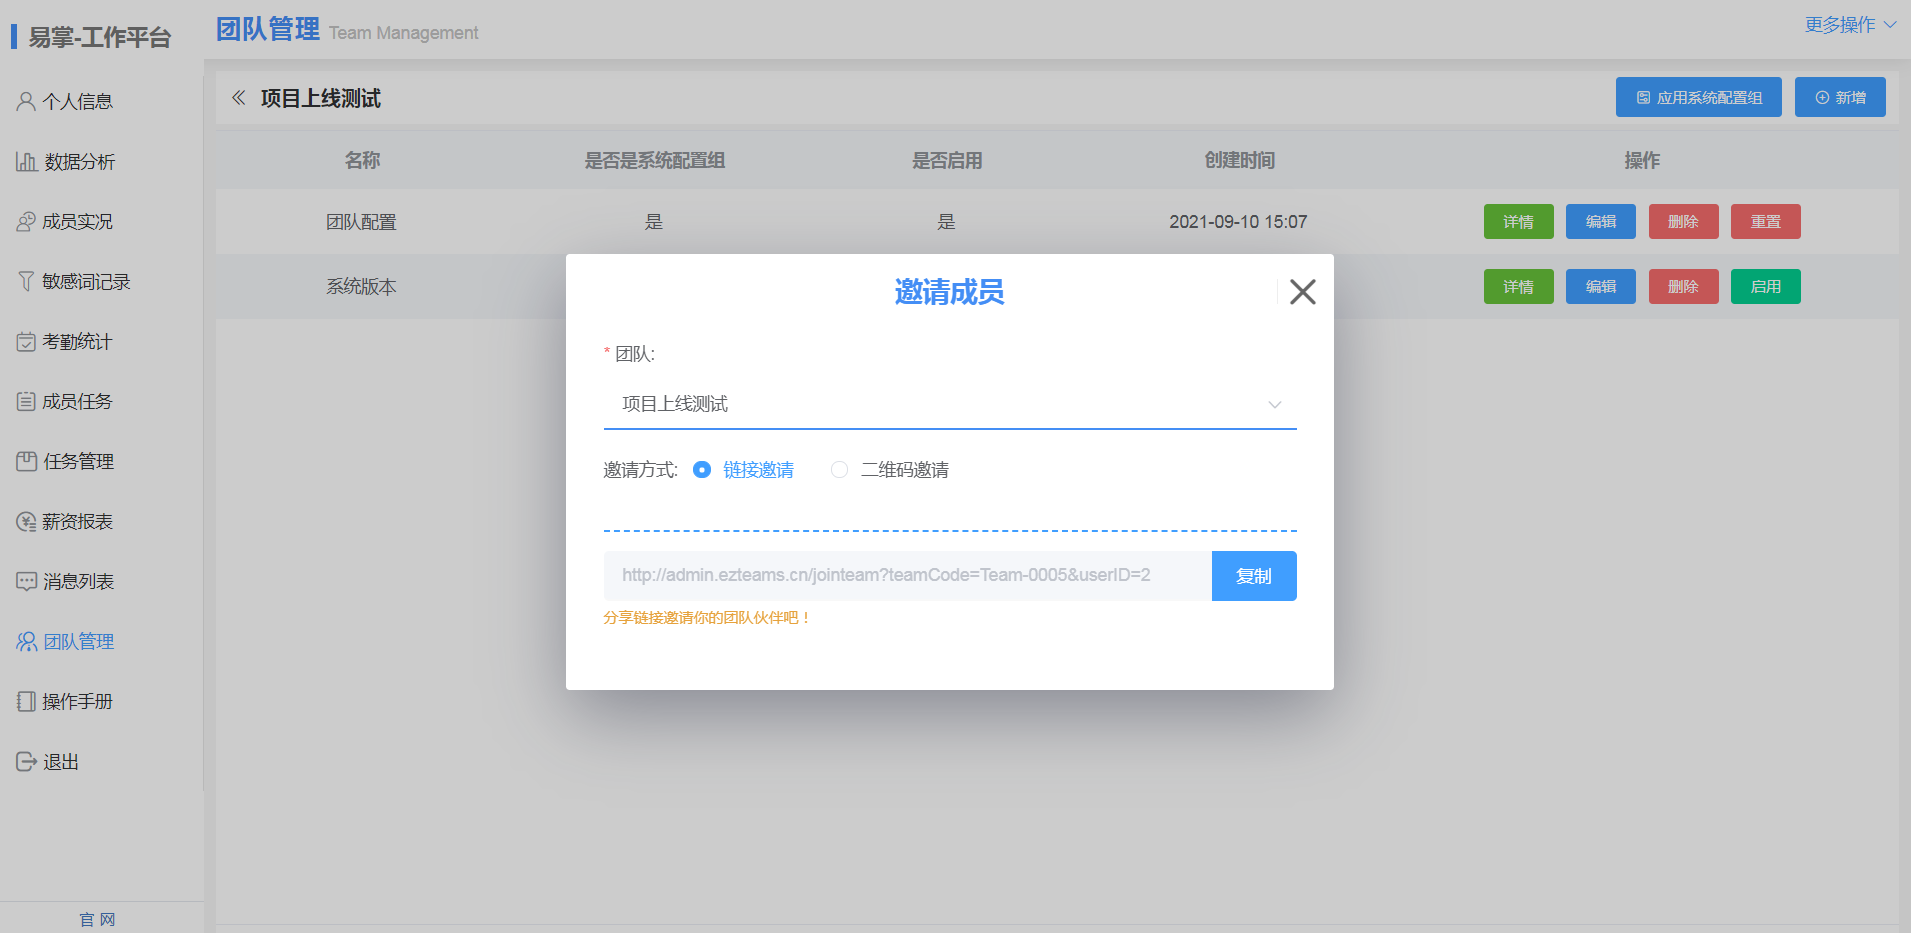 易掌-工作平台
团队管理 Team Management
更多操作
个人信息
数据分析
成员实况
敏感词记录
考勤统计
成员任务
任务管理
薪资报表
消息列表
团队管理
操作手册
退出
官 网
项目上线测试
应用系统配置组
新增
名称 是否是系统配置组 是否启用 创建时间 操作
团队配置 是 是 2021-09-10 15:07 详情 编辑 删除 重置
系统版本 详情 编辑 删除 启用
邀请成员
* 团队:
项目上线测试
邀请方式: 链接邀请 二维码邀请
http://admin.ezteams.cn/jointeam?teamCode=Team-0005&userID=2 复制
分享链接邀请你的团队伙伴吧！